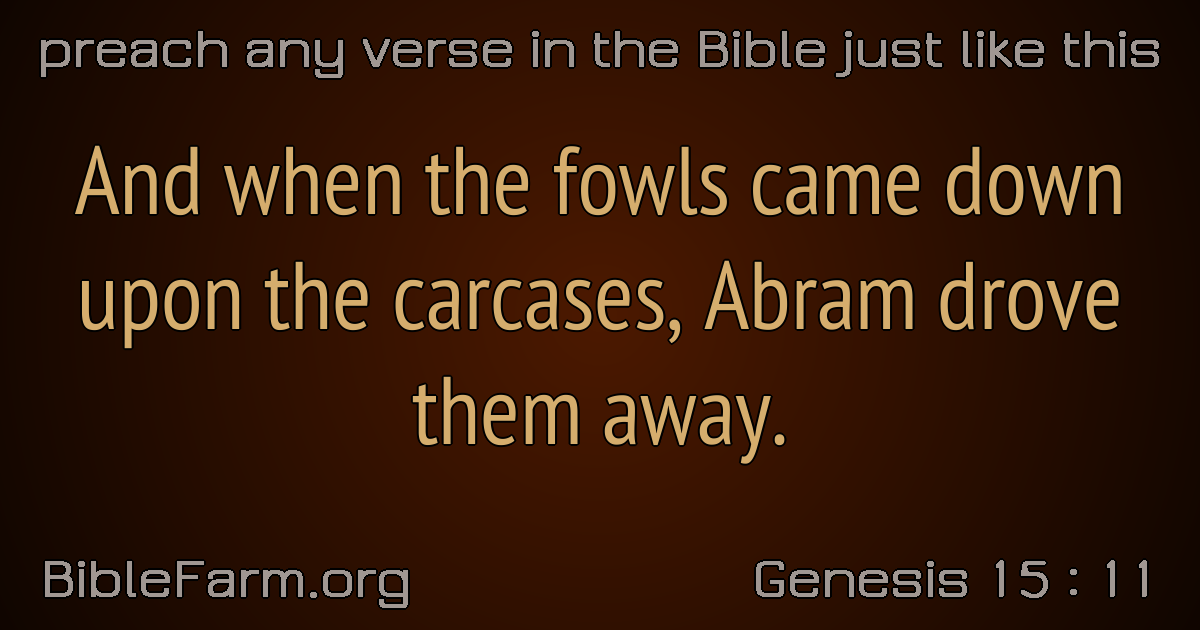 preach any verse in the Bible just like this
And when the fowls came down
upon the carcases, Abram drove
them away.
BibleFarm.org
Genesis 15 : 11